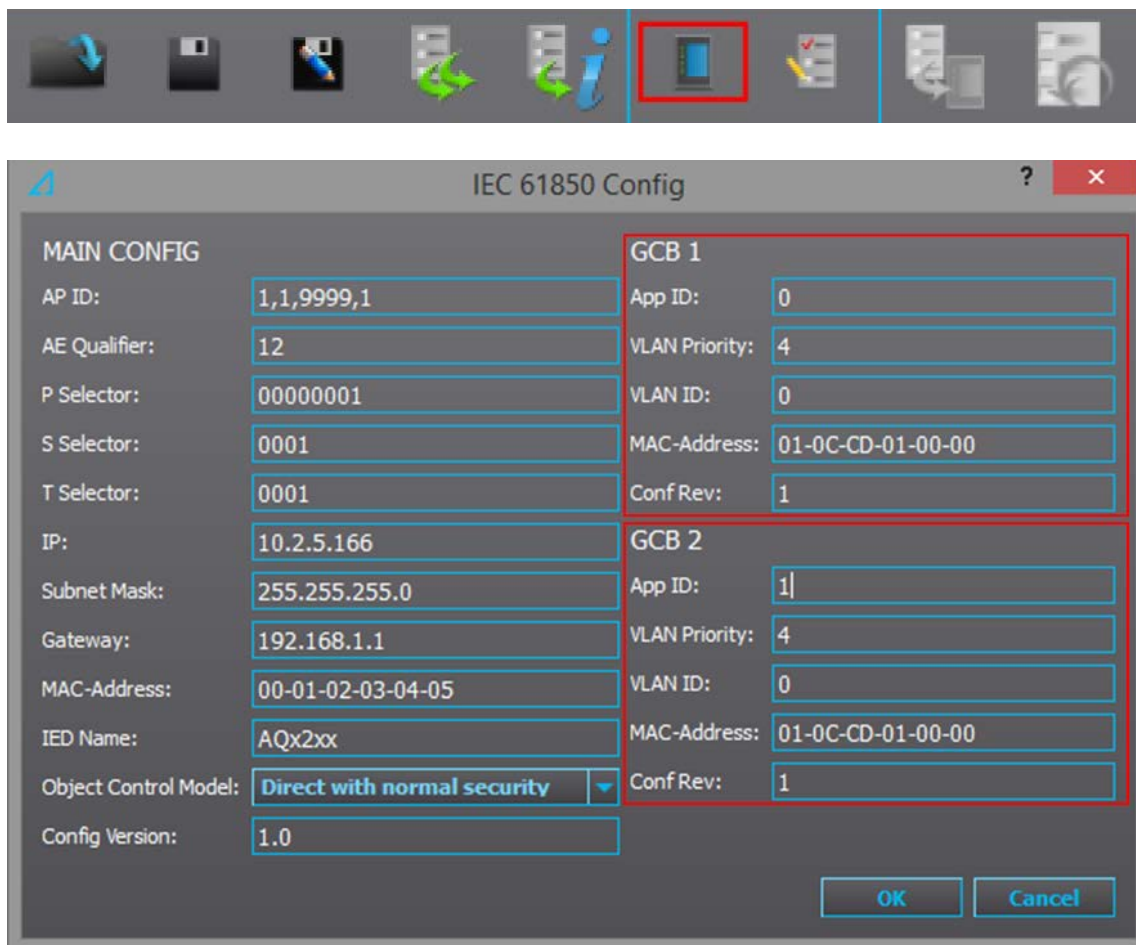 IEC 61850 Config
? ×
MAIN CONFIG
AP ID: 1,1,9999,1
AE Qualifier: 12
P Selector: 00000001
S Selector: 0001
T Selector: 0001
IP: 10.2.5.166
Subnet Mask: 255.255.255.0
Gateway: 192.168.1.1
MAC-Address: 00-01-02-03-04-05
IED Name: AQx2xx
Object Control Model: Direct with normal security
Config Version: 1.0
GCB 1
App ID: 0
VLAN Priority: 4
VLAN ID: 0
MAC-Address: 01-0C-CD-01-00-00
Conf Rev: 1
GCB 2
App ID: 1
VLAN Priority: 4
VLAN ID: 0
MAC-Address: 01-0C-CD-01-00-00
Conf Rev: 1
OK Cancel